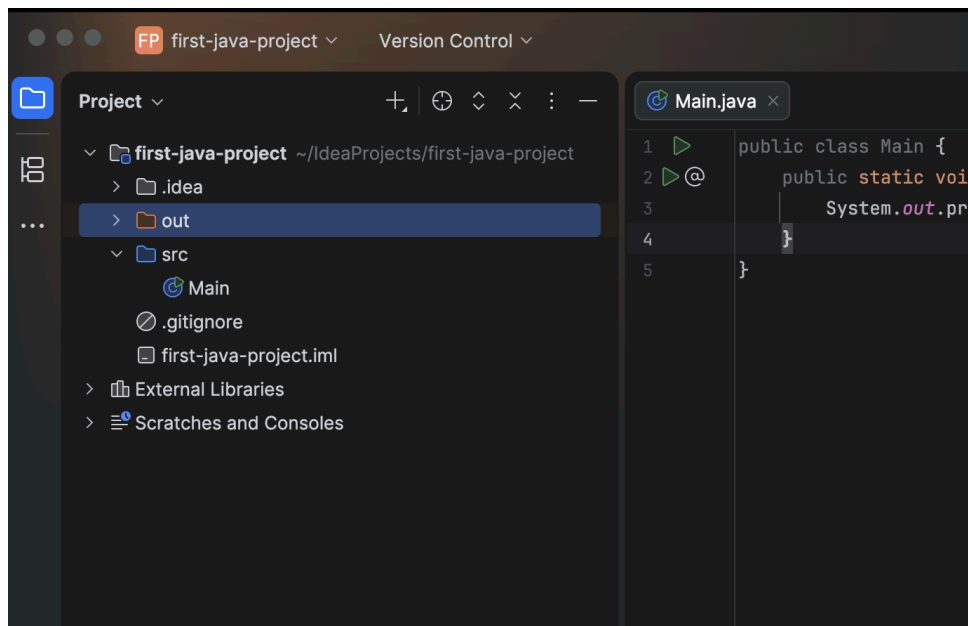 FP first-java-project Version Control
Project
Main.java
first-java-project ~/IdeaProjects/first-java-project
.idea
out
src
Main
.gitignore
first-java-project.iml
External Libraries
Scratches and Consoles
1 public class Main {
2 @ public static voi
3 System.out.pr
4 }
5 }